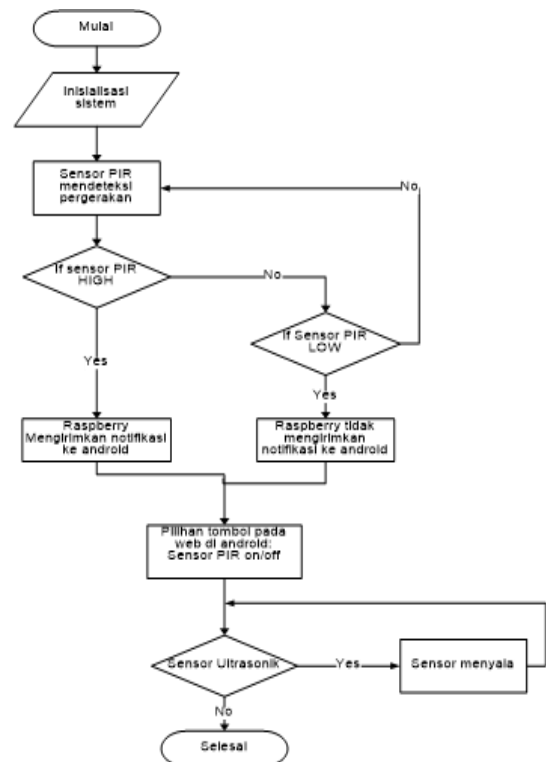 Mulai
Inisialisasi
sistem
Sensor PIR
mendeteksi
pergerakan
No
If sensor PIR
HIGH
No
If Sensor PIR
LOW
Yes
Yes
Raspberry
Mengirimkan notifikasi
ke android
Raspberry tidak
mengirimkan
notifikasi ke android
Pilihan tombol pada
web di android:
Sensor PIR on/off
Sensor Ultrasonik
Yes
Sensor menyala
No
Selesai